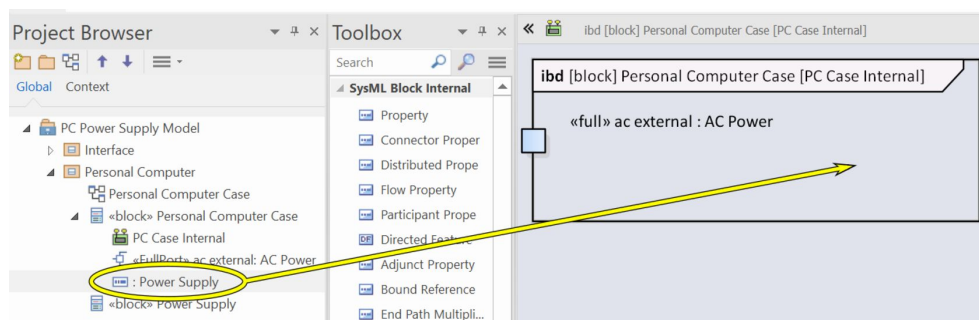 Project Browser
Global Context
PC Power Supply Model
Interface
Personal Computer
Personal Computer Case
«block» Personal Computer Case
PC Case Internal
«FullPort» ac external: AC Power
: Power Supply
«block» Power Supply
Toolbox
Search
SysML Block Internal
Property
Connector Proper
Distributed Prope
Flow Property
Participant Prope
DF Directed Feature
Adjunct Property
Bound Reference
End Path Multipli...
ibd [block] Personal Computer Case [PC Case Internal]
ibd [block] Personal Computer Case [PC Case Internal]
«full» ac external : AC Power